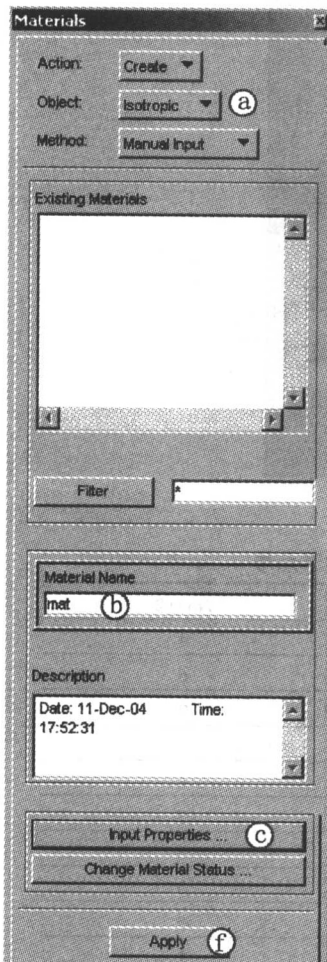 Materials
Action: Create
Object: Isotropic a
Method: Manual Input
Existing Materials
Filter *
Material Name
mat b
Description
Date: 11-Dec-04 Time:
17:52:31
Input Properties ... c
Change Material Status ...
Apply f